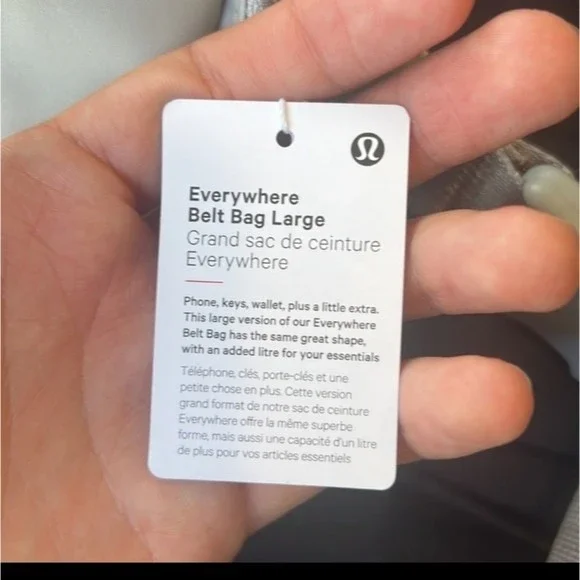 Everywhere
Belt Bag Large
Grand sac de ceinture
Everywhere
Phone, keys, wallet, plus a little extra.
This large version of our Everywhere
Belt Bag has the same great shape,
with an added litre for your essentials
Téléphone, clés, porte-clés et une
petite chose en plus. Cette version
grand format de notre sac de ceinture
Everywhere offre la même superbe
forme, mais aussi une capacité d'un litre
de plus pour vos articles essentiels